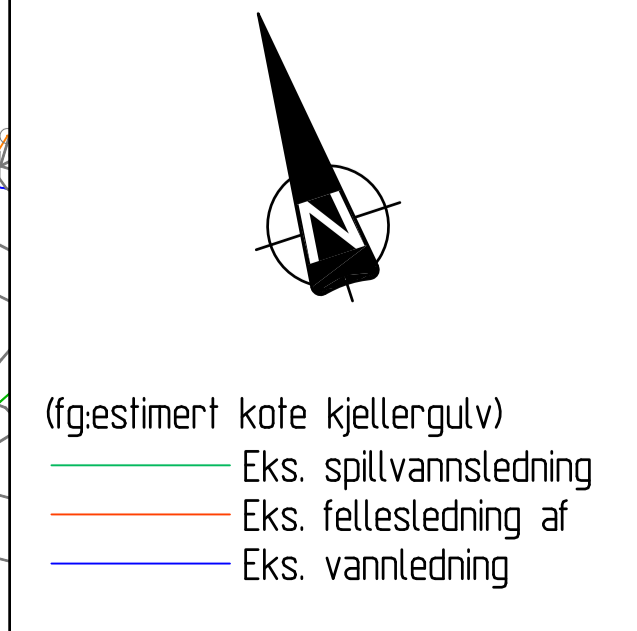 N
(fg:estimert kote kjellergulv)
Eks. spillvannsledning
Eks. fellesledning af
Eks. vannledning